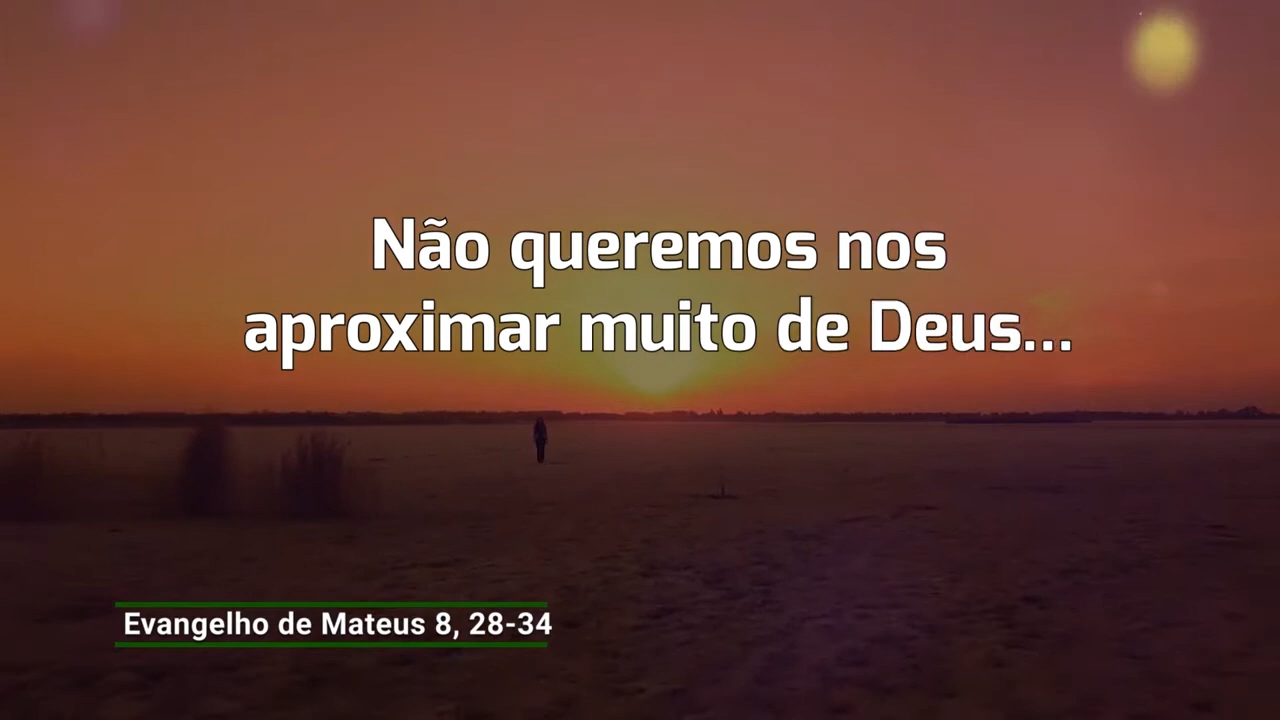 Não queremos nos
aproximar muito de Deus...
Evangelho de Mateus 8, 28-34